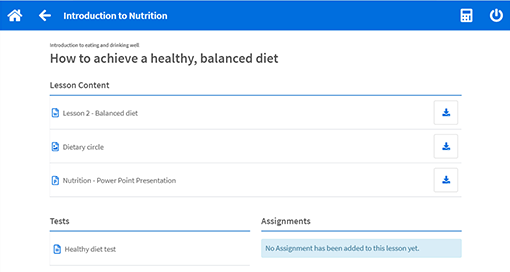 Introduction to Nutrition
Introduction to eating and drinking well
How to achieve a healthy, balanced diet
Lesson Content
Lesson 2 - Balanced diet
Dietary circle
Nutrition - Power Point Presentation
Tests
Assignments
Healthy diet test
No Assignment has been added to this lesson yet.